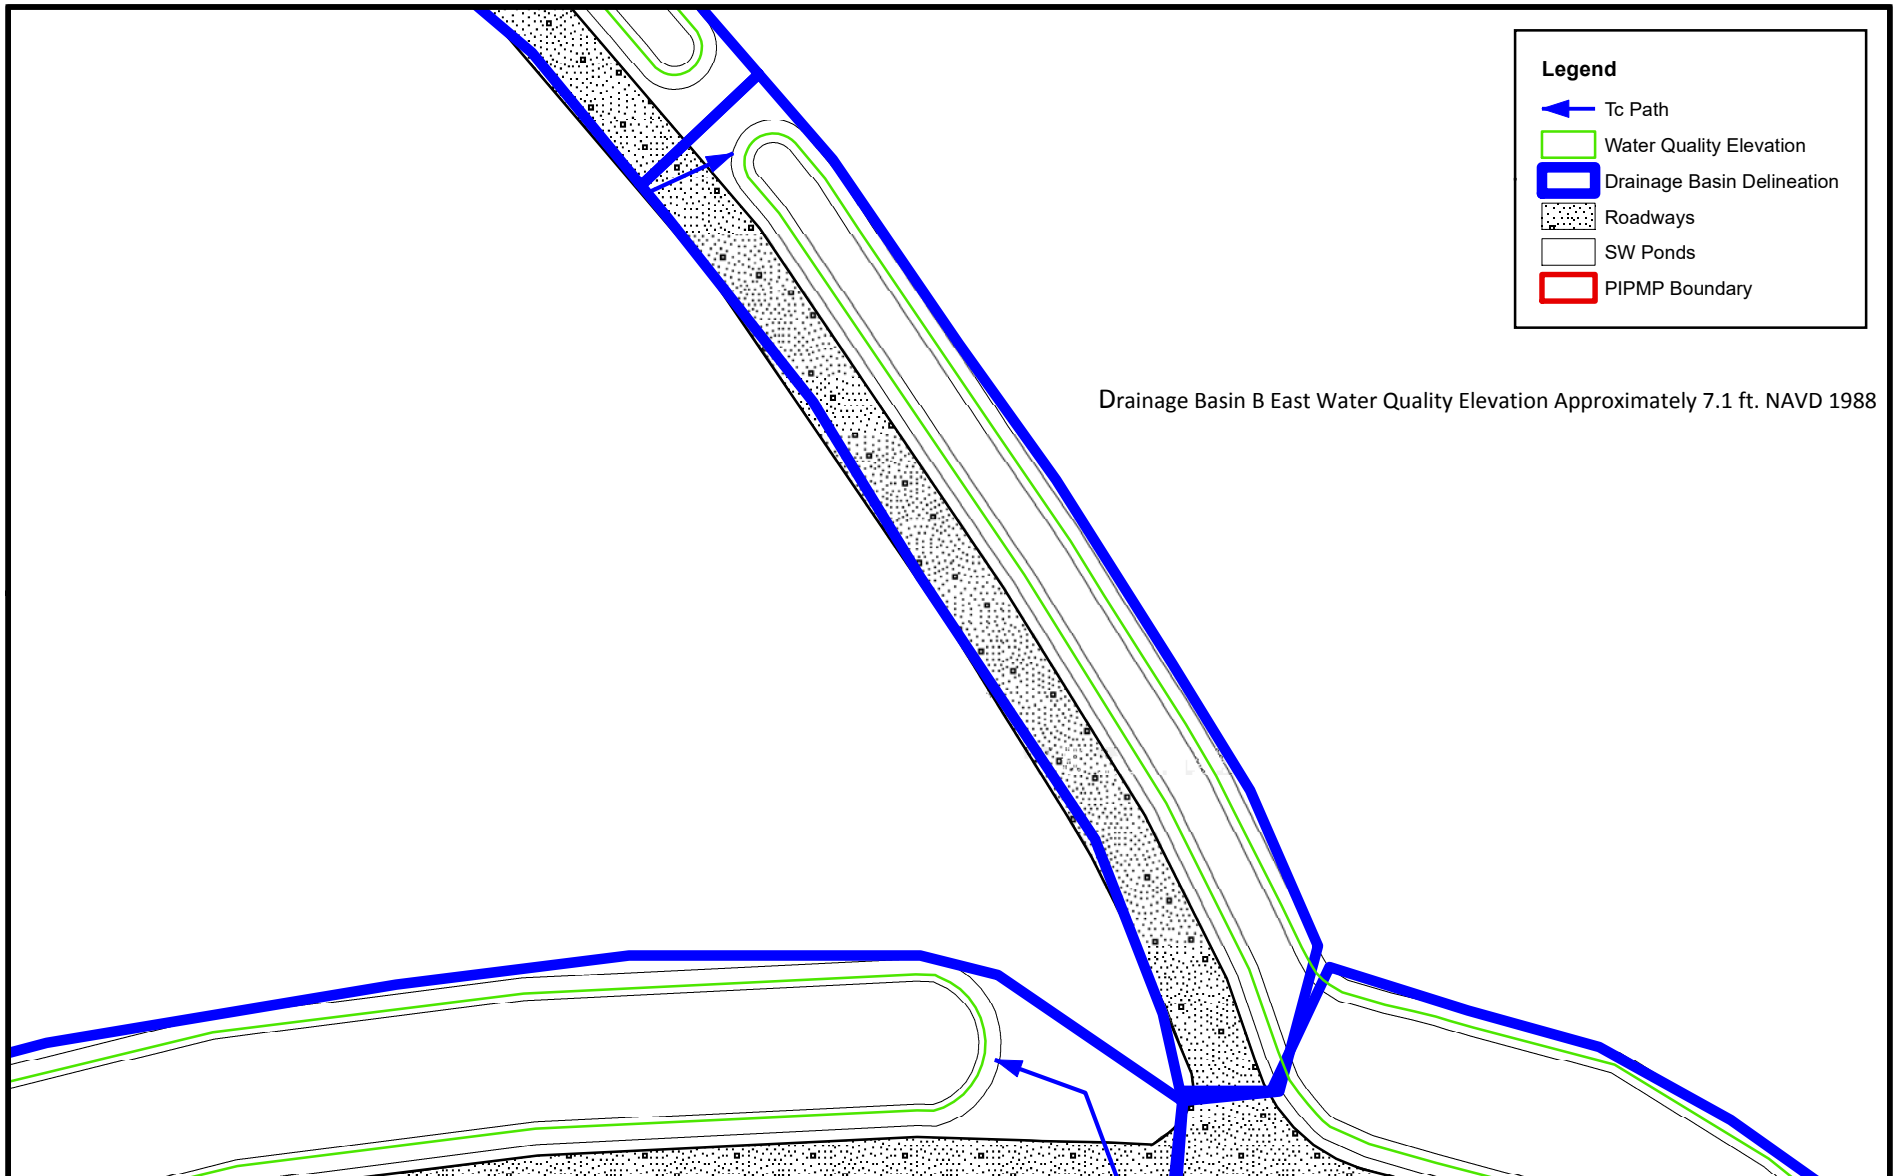 Legend
Tc Path
Water Quality Elevation
Drainage Basin Delineation
Roadways
SW Ponds
PIPMP Boundary
Drainage Basin B East Water Quality Elevation Approximately 7.1 ft. NAVD 1988